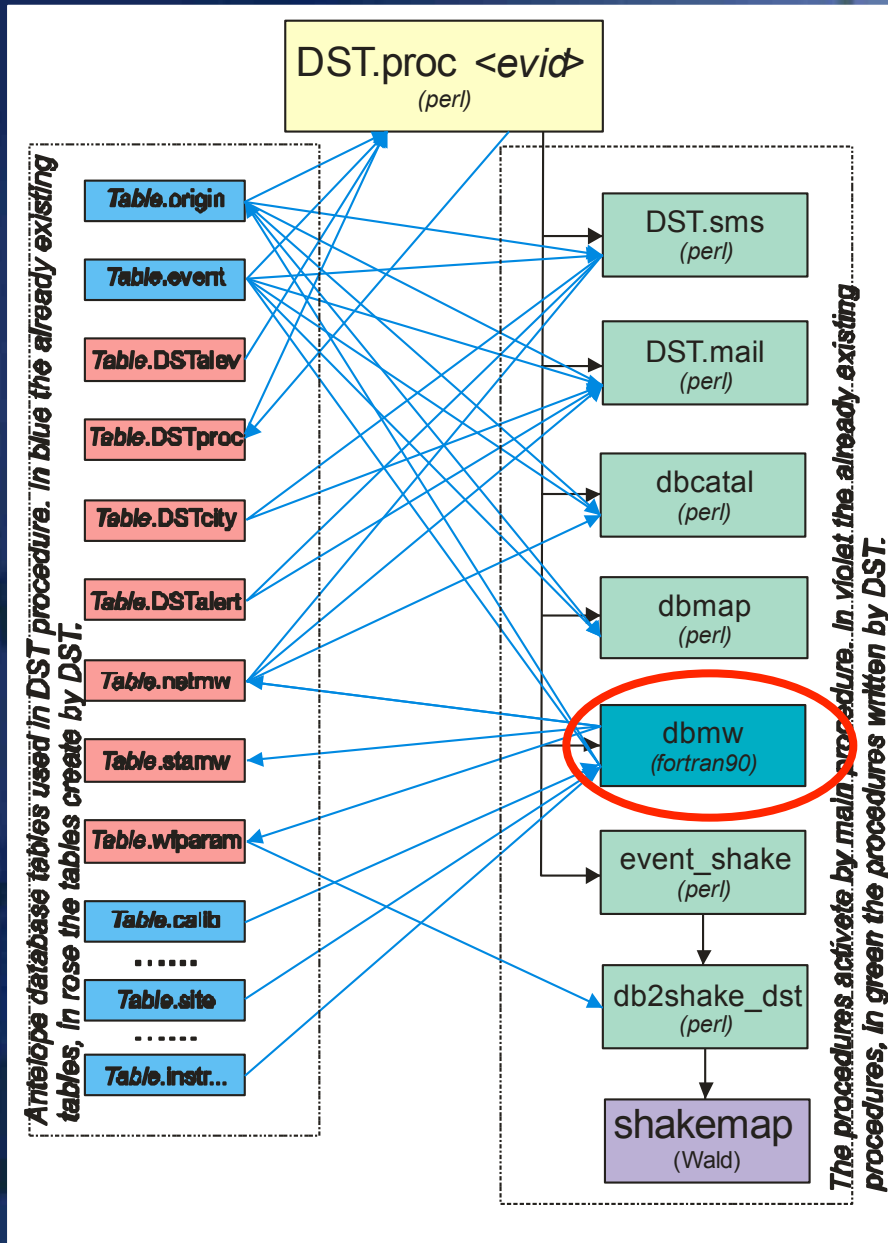 DST.proc <evid>
(perl)
Antelope database tables used in DST procedure. In blue the already existing
tables, in rose the tables create by DST.
Table.origin
Table.event
Table.DSTalev
Table.DSTproc
Table.DSTcity
Table.DSTalert
Table.netmw
Table.stamw
Table.wfparam
Table.calib
......
Table.site
......
Table.instr...
DST.sms
(perl)
DST.mail
(perl)
dbcatal
(perl)
dbmap
(perl)
dbmw
(fortran90)
event_shake
(perl)
db2shake_dst
(perl)
shakemap
(Wald)
The procedures activete by main procedure. In violet the already existing
procedures, in green the procedures written by DST.